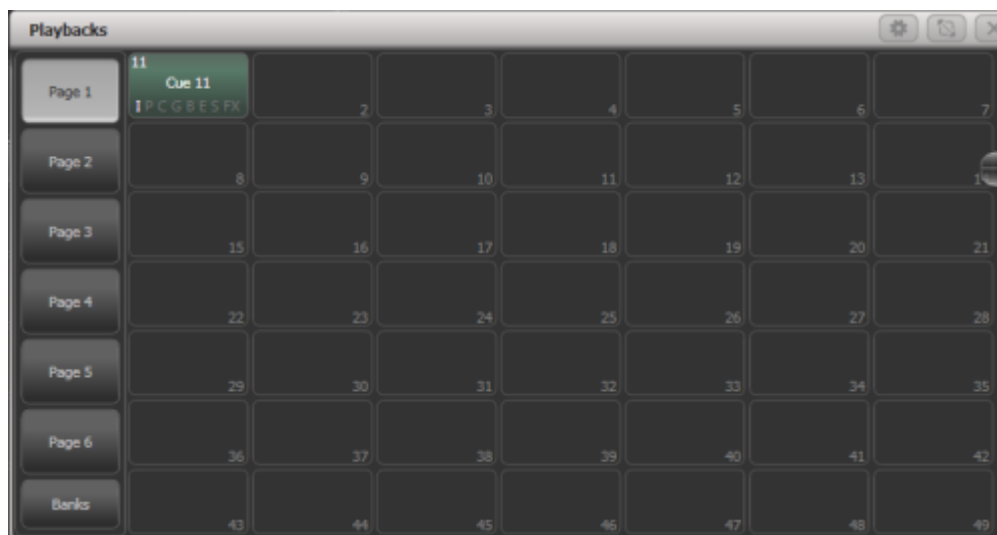 Playbacks
Page 1
11
Cue 11
I P C G B E S FX
2 3 4 5 6 7
Page 2
8 9 10 11 12 13
Page 3
15 16 17 18 19 20 21
Page 4
22 23 24 25 26 27 28
Page 5
29 30 31 32 33 34 35
Page 6
36 37 38 39 40 41 42
Banks
43 44 45 46 47 48 49